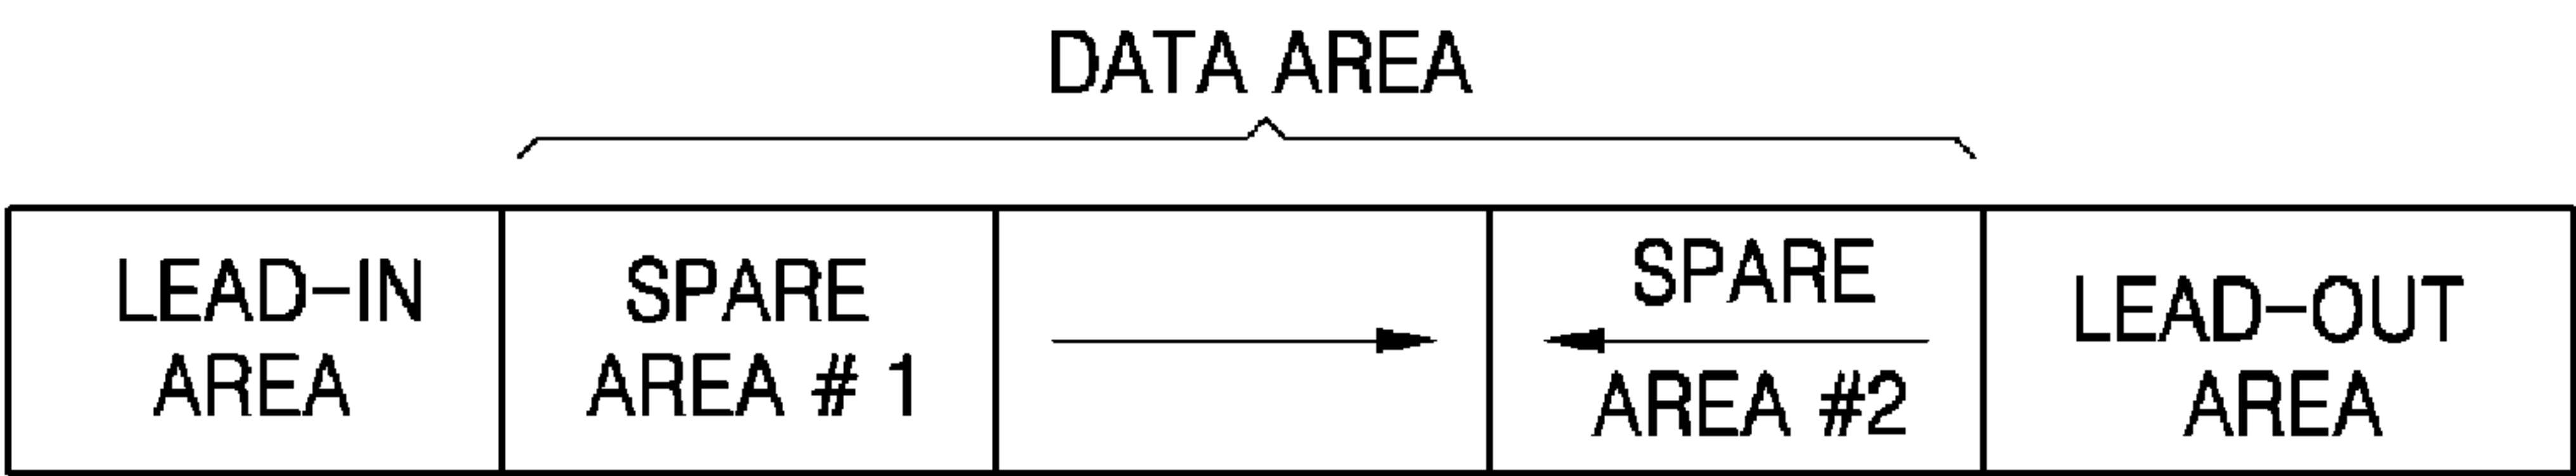 DATA AREA
LEAD-IN
AREA
SPARE
AREA # 1
SPARE
AREA #2
LEAD-OUT
AREA